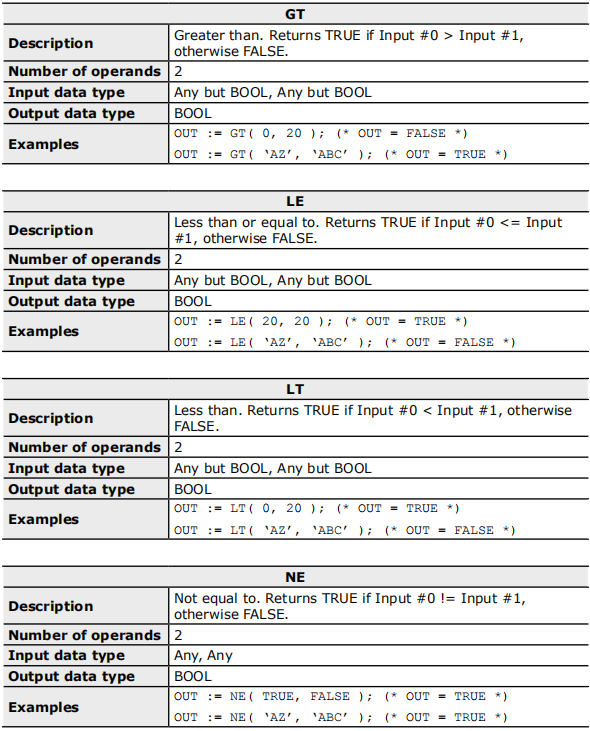 GT
Description
Greater than. Returns TRUE if Input #0 > Input #1,
otherwise FALSE.
Number of operands 2
Input data type Any but BOOL, Any but BOOL
Output data type BOOL
Examples
OUT := GT( 0, 20 ); (* OUT = FALSE *)
OUT := GT( ‘AZ’, ‘ABC’ ); (* OUT = TRUE *)
LE
Description
Less than or equal to. Returns TRUE if Input #0 <= Input
#1, otherwise FALSE.
Number of operands 2
Input data type Any but BOOL, Any but BOOL
Output data type BOOL
Examples
OUT := LE( 20, 20 ); (* OUT = TRUE *)
OUT := LE( ‘AZ’, ‘ABC’ ); (* OUT = FALSE *)
LT
Description
Less than. Returns TRUE if Input #0 < Input #1, otherwise
FALSE.
Number of operands 2
Input data type Any but BOOL, Any but BOOL
Output data type BOOL
Examples
OUT := LT( 0, 20 ); (* OUT = TRUE *)
OUT := LT( ‘AZ’, ‘ABC’ ); (* OUT = FALSE *)
NE
Description
Not equal to. Returns TRUE if Input #0 != Input #1,
otherwise FALSE.
Number of operands 2
Input data type Any, Any
Output data type BOOL
Examples
OUT := NE( TRUE, FALSE ); (* OUT = TRUE *)
OUT := NE( ‘AZ’, ‘ABC’ ); (* OUT = TRUE *)